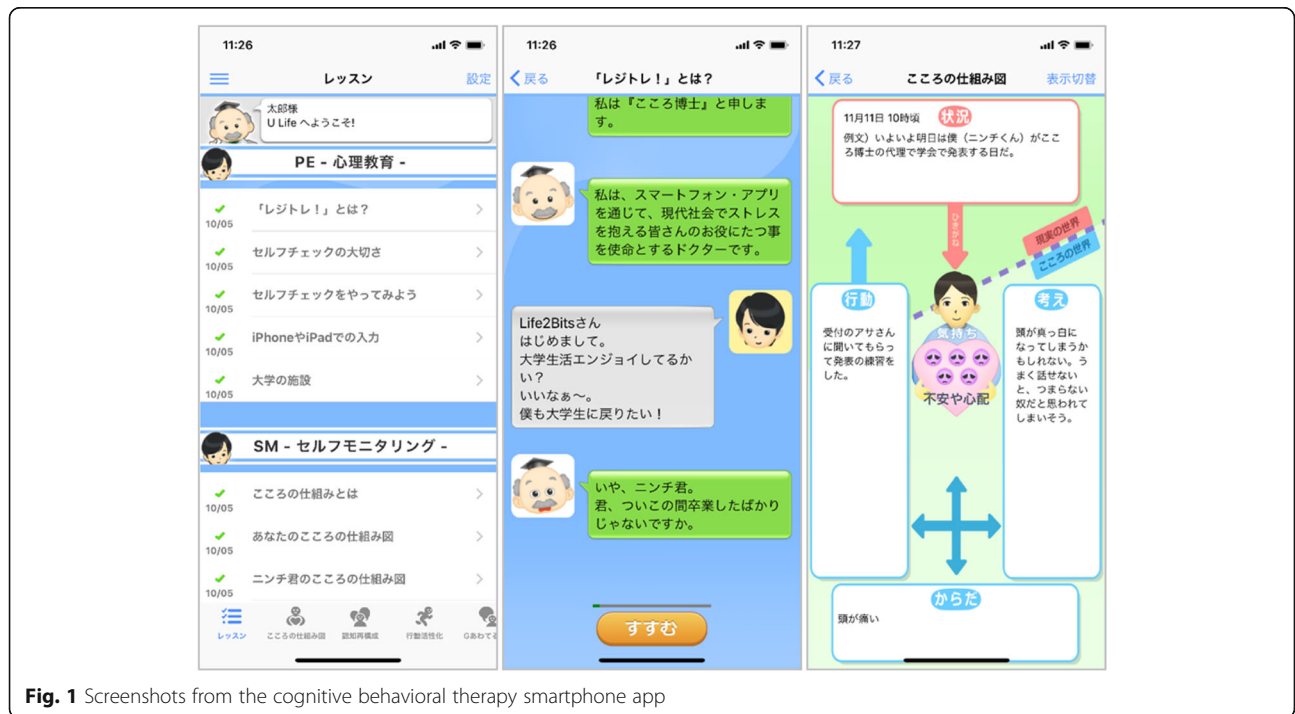 11:26
レッスン
設定
太郎様
U Life へようこそ!
PE - 心理教育 -
「レジトレ！」とは？
10/05
セルフチェックの大切さ
10/05
セルフチェックをやってみよう
10/05
iPhoneやiPadでの入力
10/05
大学の施設
10/05
SM - セルフモニタリング -
こころの仕組みとは
10/05
あなたのこころの仕組み図
10/05
ニンチ君のこころの仕組み図
10/05
レッスン
こころの仕組み図
認知再構成
行動活性化
Gあわてる
11:26
戻る
「レジトレ！」とは？
私は『こころ博士』と申しま
す。
私は、スマートフォン・アプリ
を通じて、現代社会でストレス
を抱える皆さんのお役にたつ事
を使命とするドクターです。
Life2Bitsさん
はじめまして。
大学生活エンジョイしてるか
い？
いいなぁ〜。
僕も大学生に戻りたい！
いや、ニンチ君。
君、ついこの間卒業したばかり
じゃないですか。
すすむ
11:27
戻る
こころの仕組み図
表示切替
11月11日 10時頃
状況
例文）いよいよ明日は僕（ニンチくん）がここ
ろ博士の代理で学会で発表する日だ。
ひきがね
現実の世界
こころの世界
行動
受付のアサさん
に聞いてもらっ
て発表の練習を
した。
気持ち
不安や心配
考え
頭が真っ白に
なってしまうか
もしれない。う
まく話せない
と、つまらない
奴だと思われて
しまいそう。
からだ
頭が痛い
Fig. 1 Screenshots from the cognitive behavioral therapy smartphone app